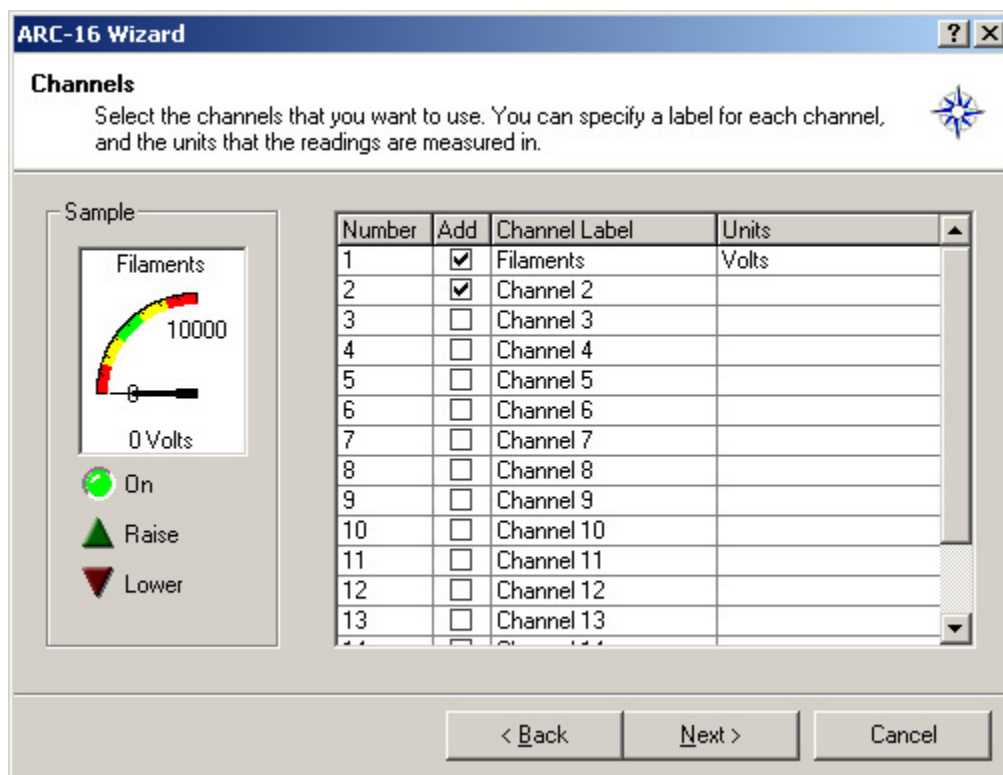 ARC-16 Wizard
Channels
Select the channels that you want to use. You can specify a label for each channel,
and the units that the readings are measured in.
Sample
Filaments
10000
0
0 Volts
On
Raise
Lower
Number Add Channel Label Units
1 Filaments Volts
2 Channel 2
3 Channel 3
4 Channel 4
5 Channel 5
6 Channel 6
7 Channel 7
8 Channel 8
9 Channel 9
10 Channel 10
11 Channel 11
12 Channel 12
13 Channel 13
< Back Next > Cancel